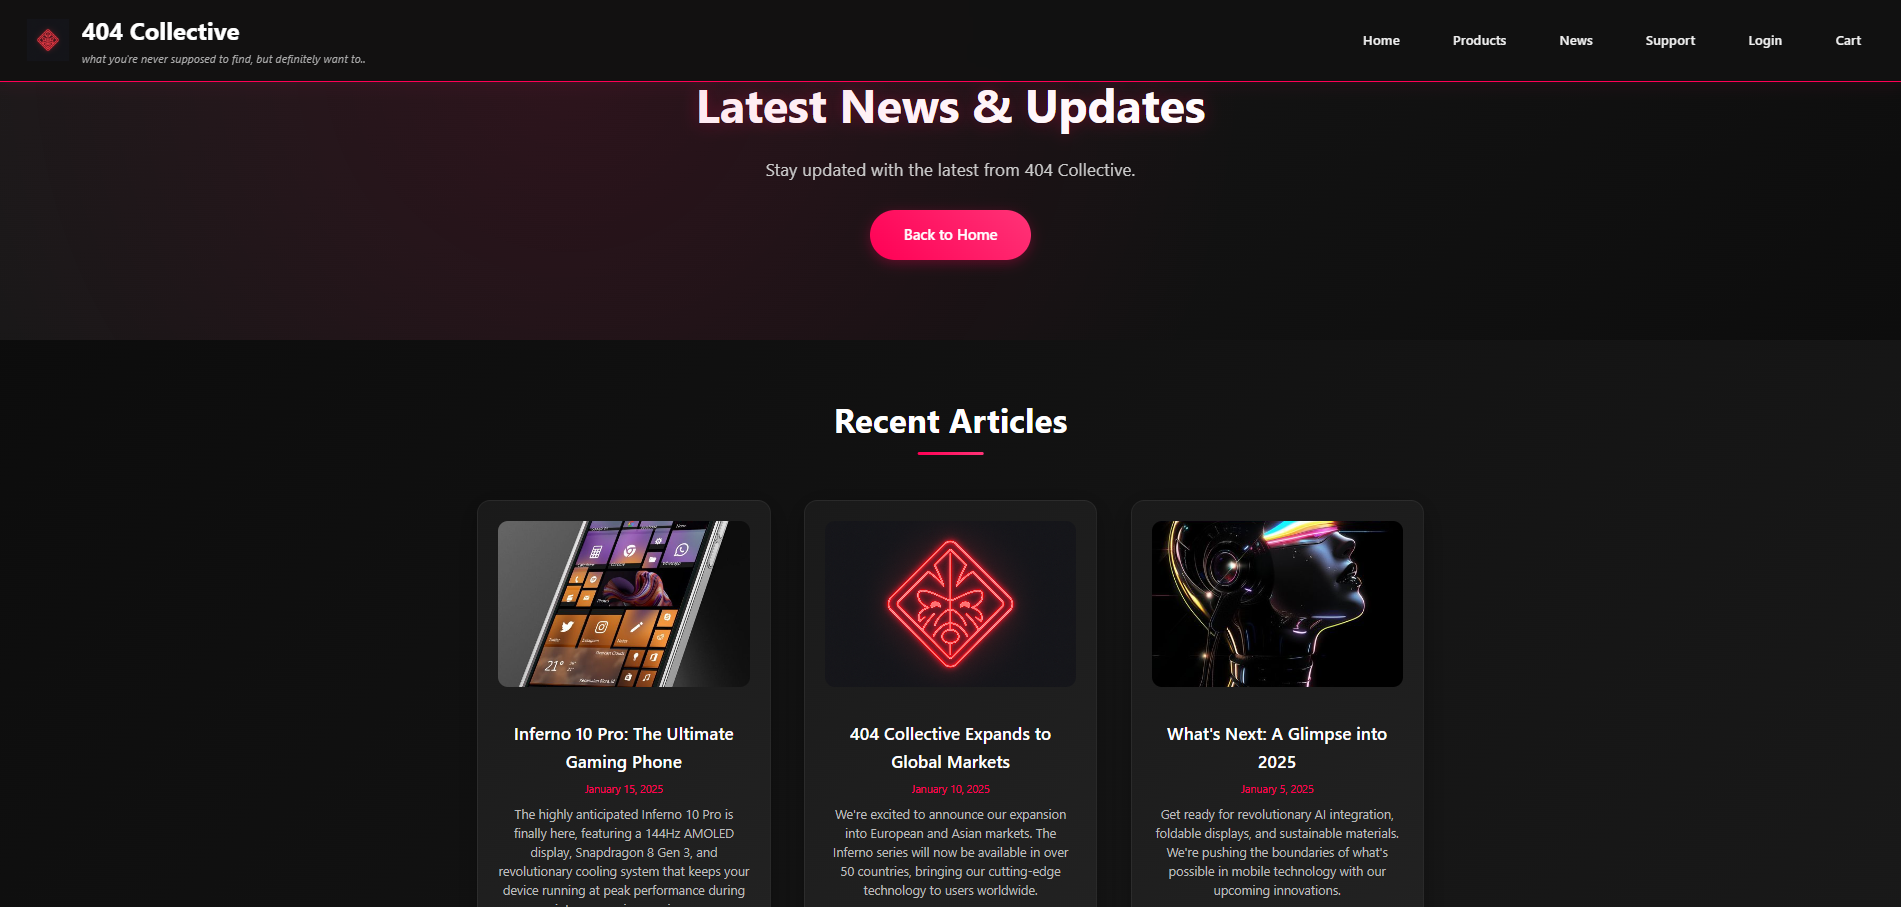 404 Collective
what you're never supposed to find, but definitely want to..
Home
Products
News
Support
Login
Cart
Latest News & Updates
Stay updated with the latest from 404 Collective.
Back to Home
Recent Articles
21°
Inferno 10 Pro: The Ultimate
Gaming Phone
January 15, 2025
The highly anticipated Inferno 10 Pro is
finally here, featuring a 144Hz AMOLED
display, Snapdragon 8 Gen 3, and
revolutionary cooling system that keeps your
device running at peak performance during
404 Collective Expands to
Global Markets
January 10, 2025
We're excited to announce our expansion
into European and Asian markets. The
Inferno series will now be available in over
50 countries, bringing our cutting-edge
technology to users worldwide.
What's Next: A Glimpse into
2025
January 5, 2025
Get ready for revolutionary AI integration,
foldable displays, and sustainable materials.
We're pushing the boundaries of what's
possible in mobile technology with our
upcoming innovations.